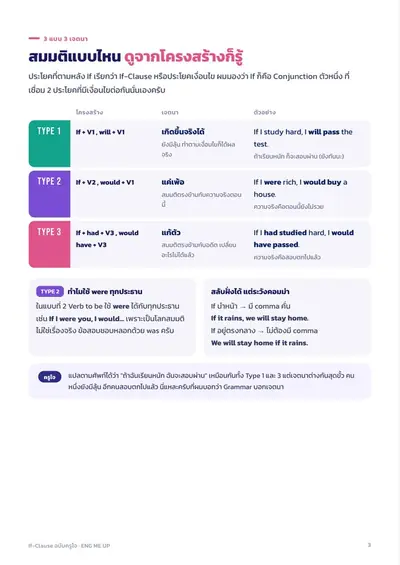 3 แบบ 3 เจตนา
สมมติแบบไหน ดูจากโครงสร้างก็รู้
ประโยคที่ตามหลัง If เรียกว่า If-Clause หรือประโยคเงื่อนไข ผมมองว่า If ก็คือ Conjunction ตัวหนึ่ง ที่
เชื่อม 2 ประโยคที่มีเงื่อนไขต่อกันนั่นเองครับ
โครงสร้าง เจตนา ตัวอย่าง
TYPE 1 If + V1 , will + V1 เกิดขึ้นจริงได้ If I study hard, I will pass the
ยังมีลุ้น ทำตามเงื่อนไขก็ได้ผล test.
จริง ถ้าเรียนหนัก ก็จะสอบผ่าน (ยังทันนะ)
TYPE 2 If + V2 , would + V1 แค่เพ้อ If I were rich, I would buy a
สมมติตรงข้ามกับความจริงตอน house.
นี้ ความจริงคือตอนนี้ยังไม่รวย
TYPE 3 If + had + V3 , would แก้ตัว If I had studied hard, I would
have + V3 สมมติตรงข้ามกับอดีต เปลี่ยน have passed.
อะไรไม่ได้แล้ว ความจริงคือสอบตกไปแล้ว
TYPE 2 ทำไมใช้ were ทุกประธาน
ในแบบที่ 2 Verb to be ใช้ were ได้กับทุกประธาน
เช่น If I were you, I would... เพราะเป็นโลกสมมติ
ไม่ใช่เรื่องจริง ข้อสอบชอบหลอกด้วย was ครับ
สลับฝั่งได้ แต่ระวังคอมม่า
If นำหน้า → มี comma คั่น
If it rains, we will stay home.
If อยู่ตรงกลาง → ไม่ต้องมี comma
We will stay home if it rains.
ครูโจ แปลตามศัพท์ได้ว่า "ถ้าฉันเรียนหนัก ฉันจะสอบผ่าน" เหมือนกันทั้ง Type 1 และ 3 แต่เจตนาต่างกันสุดขั้ว คน
หนึ่งยังมีลุ้น อีกคนสอบตกไปแล้ว นี่แหละครับที่ผมบอกว่า Grammar บอกเจตนา
If-Clause ฉบับครูโจ · ENG ME UP 3